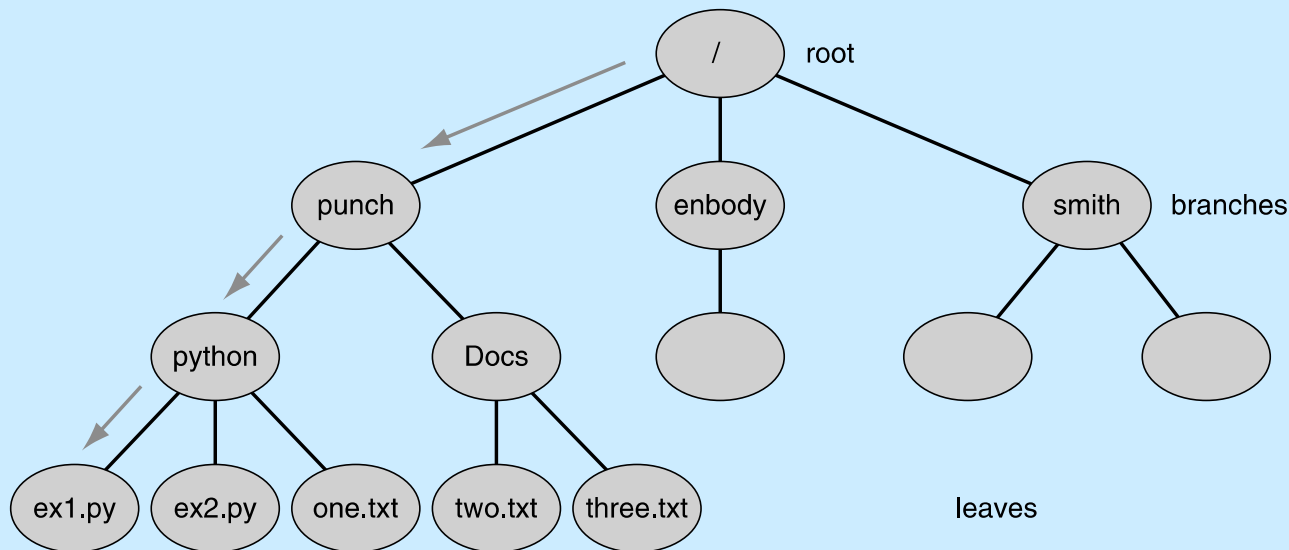 / root
punch enbody smith branches
python Docs
ex1.py ex2.py one.txt two.txt three.txt leaves